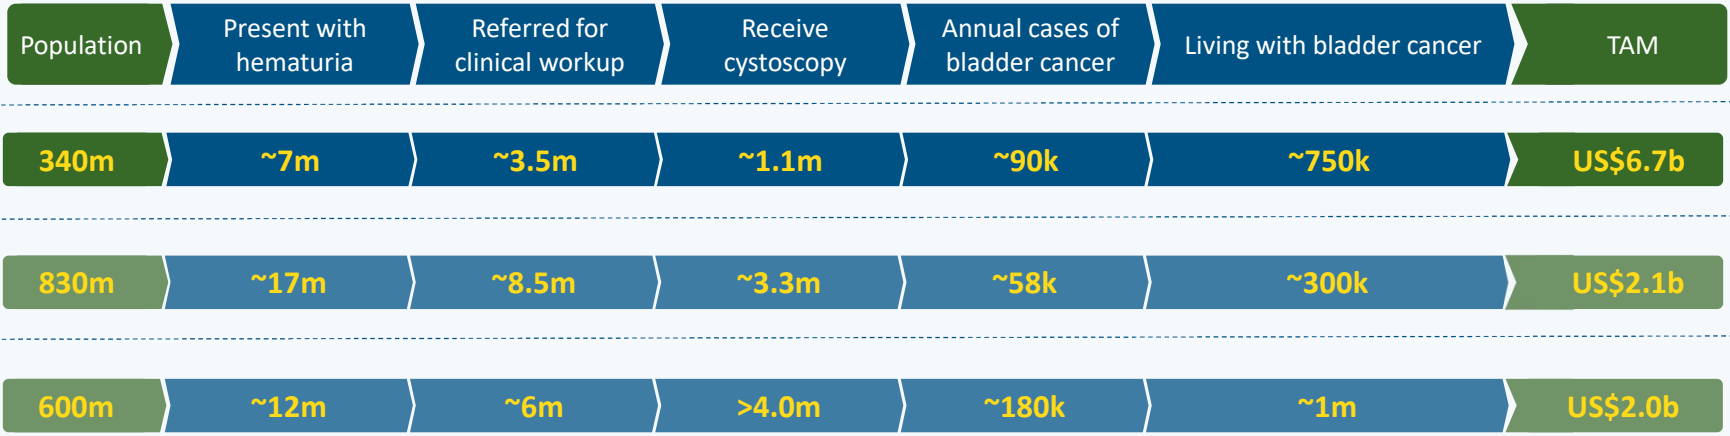 Population
Present with
hematuria
Referred for
clinical workup
Receive
cystoscopy
Annual cases of
bladder cancer
Living with bladder cancer
TAM
340m
~7m
~3.5m
~1.1m
~90k
~750k
US$6.7b
830m
~17m
~8.5m
~3.3m
~58k
~300k
US$2.1b
600m
~12m
~6m
>4.0m
~180k
~1m
US$2.0b